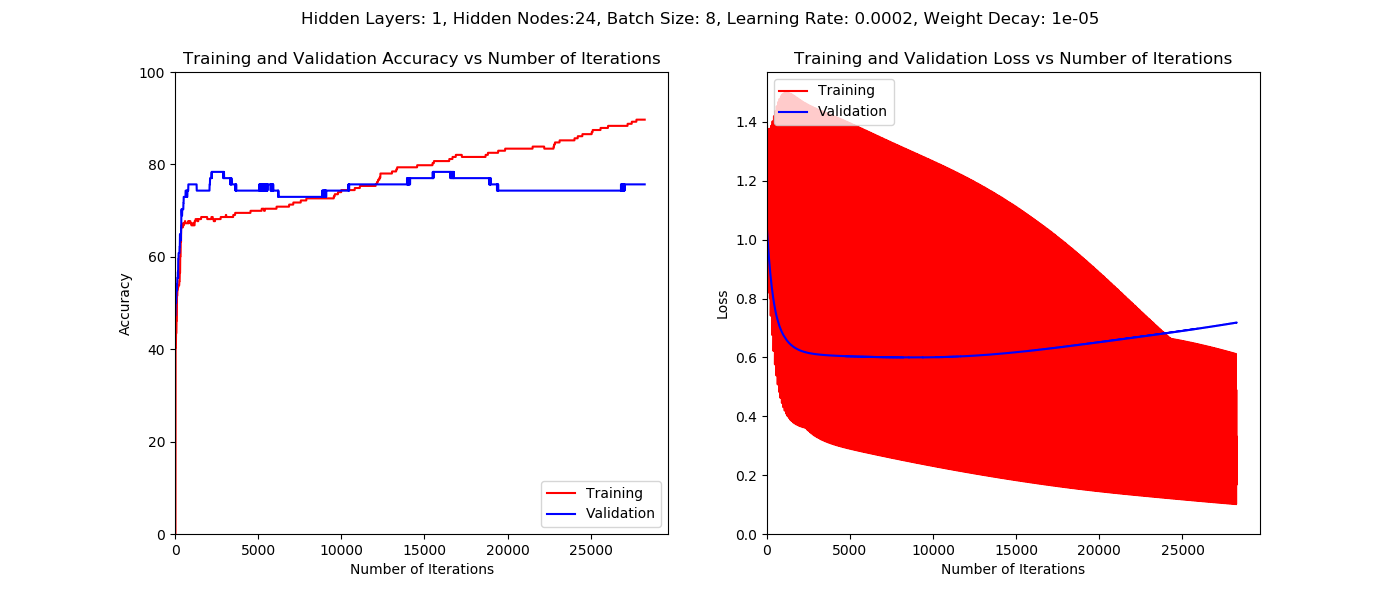 Hidden Layers: 1, Hidden Nodes:24, Batch Size: 8, Learning Rate: 0.0002, Weight Decay: 1e-05
Training and Validation Accuracy vs Number of Iterations
100
80
60
40
20
0
Accuracy
0 5000 10000 15000 20000 25000
Number of Iterations
Training
Validation
Training and Validation Loss vs Number of Iterations
1.4
1.2
1.0
0.8
0.6
0.4
0.2
0.0
Loss
0 5000 10000 15000 20000 25000
Number of Iterations
Training
Validation